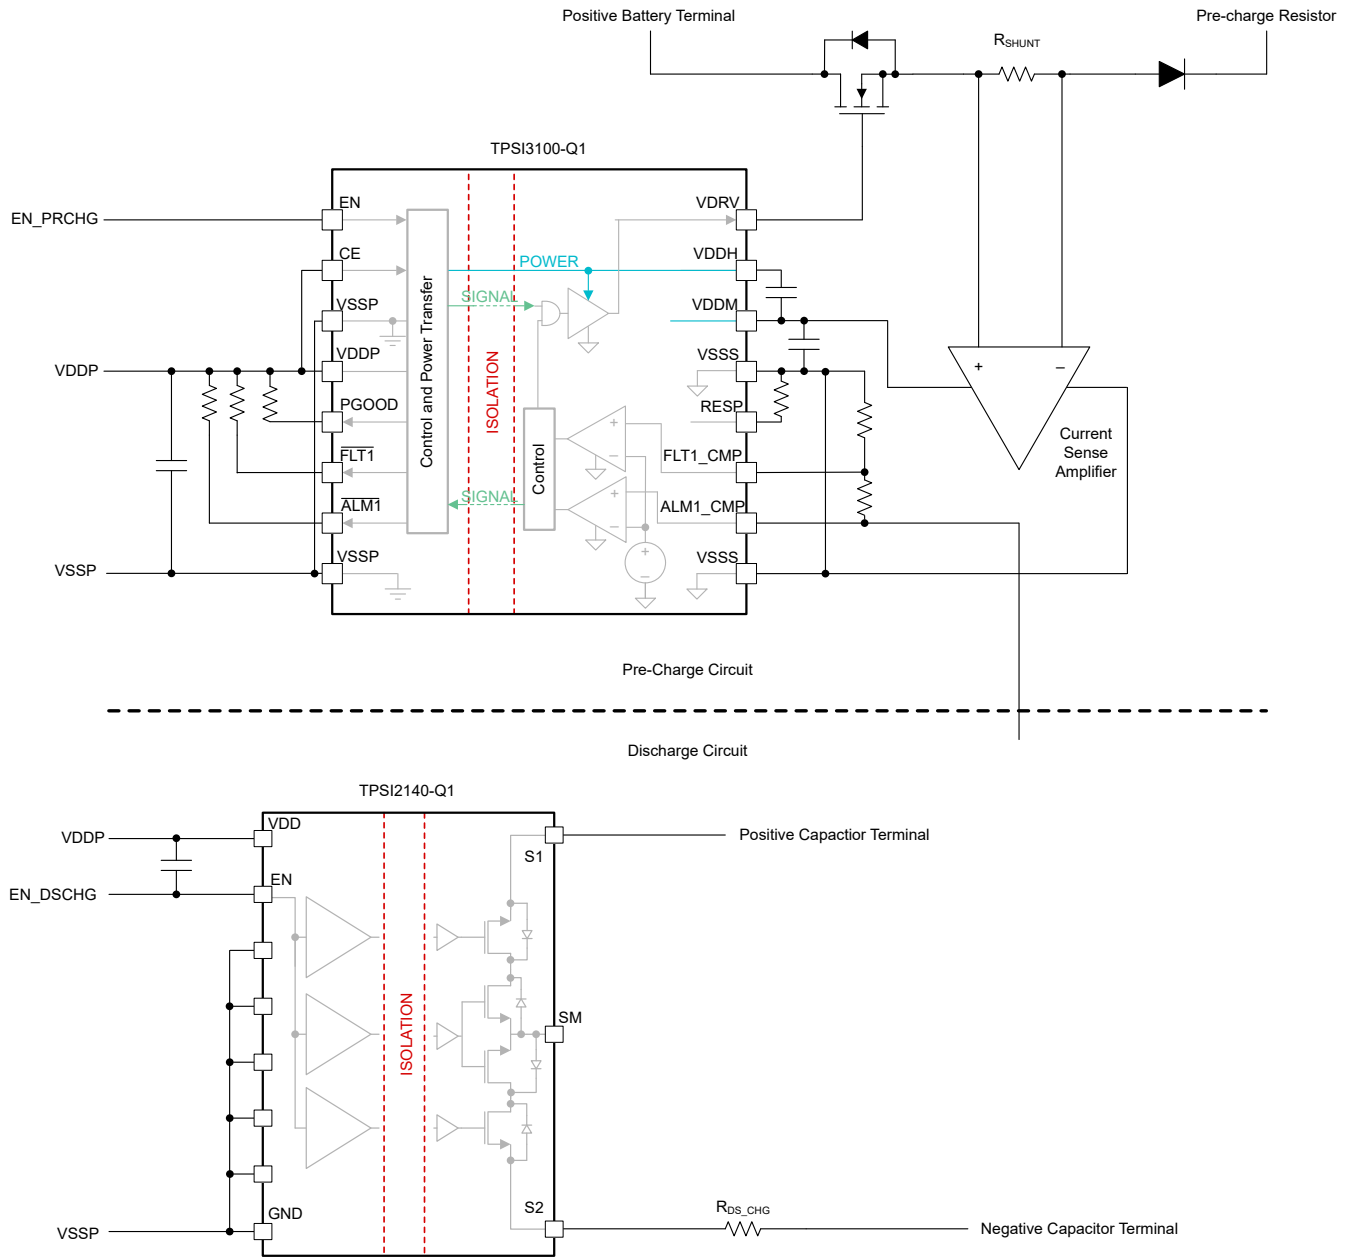 Positive Battery Terminal
Pre-charge Resistor
RSHUNT
TPSI3100-Q1
EN_PRCHG
EN
VDRV
CE
VDDH
POWER
VSSP
SIGNAL
VDDM
VDDP
VDDP
VSSS
+
−
PGOOD
Control and Power Transfer
ISOLATION
RESP
FLT1
+
−
Control
FLT1_CMP
Current
Sense
Amplifier
ALM1
SIGNAL
+
−
ALM1_CMP
VSSP
VSSP
+
−
VSSS
Pre-Charge Circuit
Discharge Circuit
TPSI2140-Q1
VDDP
VDD
S1
Positive Capactior Terminal
EN_DSCHG
EN
ISOLATION
SM
VSSP
GND
S2
RDS_CHG
Negative Capacitor Terminal